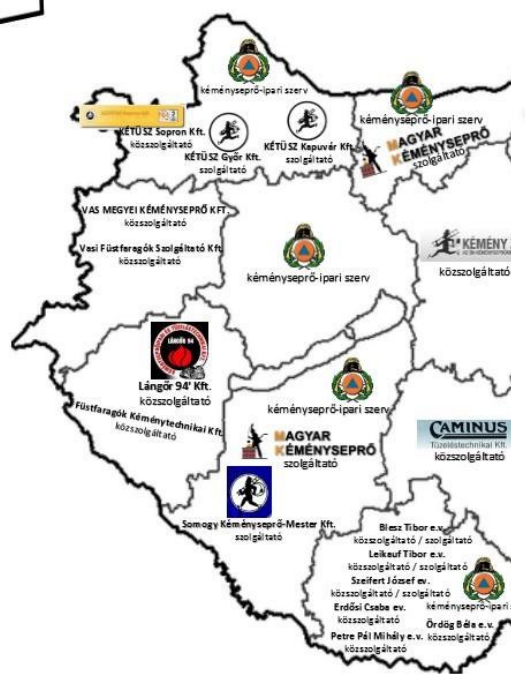 kéményseprő-ipari szerv
KÉTÜSZ Sopron Kft.
közszolgáltató
KÉTÜSZ Győr Kft.
szolgáltató
KÉTÜSZ Kapuvár Kft.
szolgáltató
kéményseprő-ipari szerv
MAGYAR
KÉMÉNYSEPRŐ
szolgáltató
VAS MEGYEI KÉMÉNYSEPRŐ KFT.
közszolgáltató
Vasi Füstfaragók Szolgáltató Kft
közszolgáltató
kéményseprő-ipari szerv
KÉMÉNY
közszolgáltató
LÁNGŐR 94
Lángőr 94' Kft.
közszolgáltató
Füstfaragók Kéménytechnikai Kft.
közszolgáltató
kéményseprő-ipari szerv
MAGYAR
KÉMÉNYSEPRŐ
szolgáltató
CAMINUS
Tüzeléstechnikai Kft.
közszolgáltató
Somogy Kéményseprő-Mester Kft.
szolgáltató
Blesz Tibor e.v.
közszolgáltató / szolgáltató
Leikauf Tibor e.v.
közszolgáltató / szolgáltató
Szeifert József ev.
közszolgáltató / szolgáltató
Erdősi Csaba ev.
közszolgáltató
kéményseprő-ipari
Petre Pál Mihály e.v.
közszolgáltató
Ördög Béla e.v.
közszolgáltató